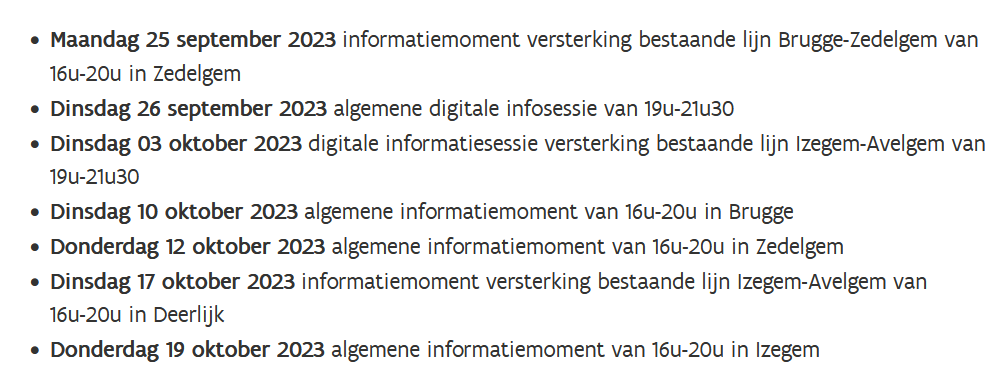 • Maandag 25 september 2023 informatiemoment versterking bestaande lijn Brugge-Zedelgem van
16u-20u in Zedelgem
• Dinsdag 26 september 2023 algemene digitale infosessie van 19u-21u30
• Dinsdag 03 oktober 2023 digitale informatiesessie versterking bestaande lijn Izegem-Avelgem van
19u-21u30
• Dinsdag 10 oktober 2023 algemene informatiemoment van 16u-20u in Brugge
• Donderdag 12 oktober 2023 algemene informatiemoment van 16u-20u in Zedelgem
• Dinsdag 17 oktober 2023 informatiemoment versterking bestaande lijn Izegem-Avelgem van
16u-20u in Deerlijk
• Donderdag 19 oktober 2023 algemene informatiemoment van 16u-20u in Izegem